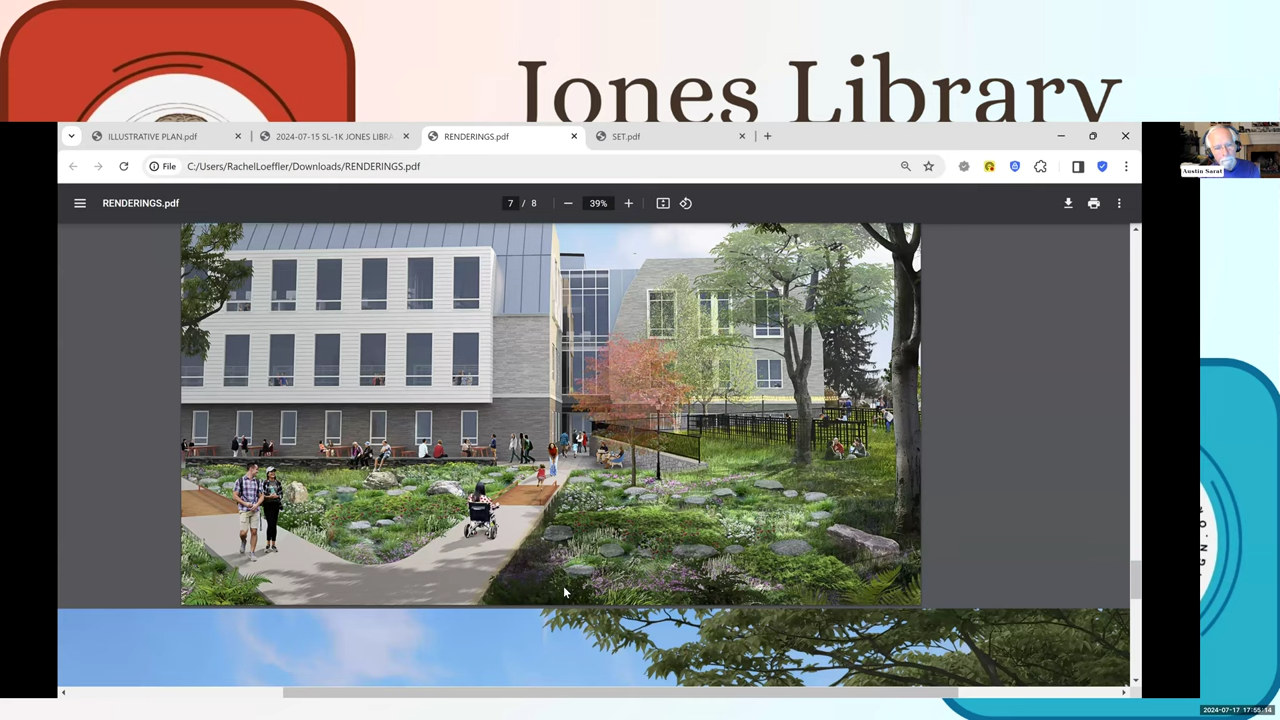 Jones Library
ILLUSTRATIVE PLAN.pdf
2024-07-15 SL-1K JONES LIBRA
RENDERINGS.pdf
SET.pdf
File
C:/Users/RachelLoeffler/Downloads/RENDERINGS.pdf
Austin Sarat
RENDERINGS.pdf
7 / 8
39%
IGN.O
2024-07-17 17:55:14